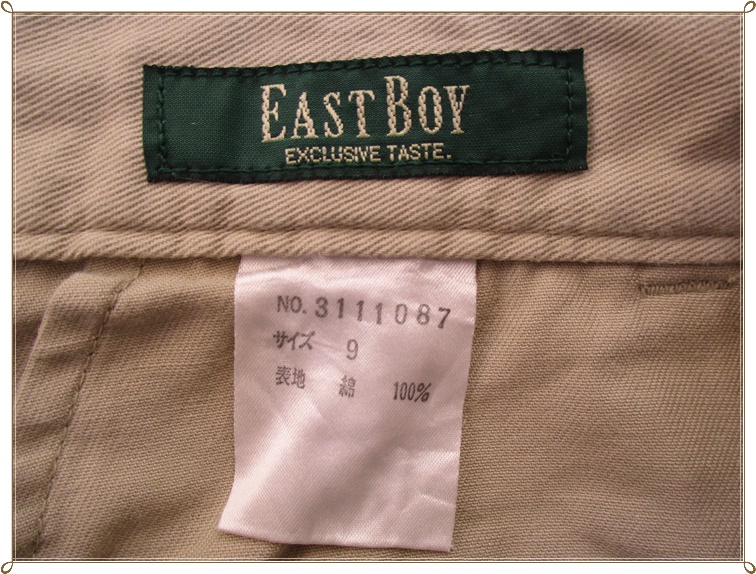 EAST BOY
EXCLUSIVE TASTE.
NO. 3111087
サイズ 9
表地 綿 100%